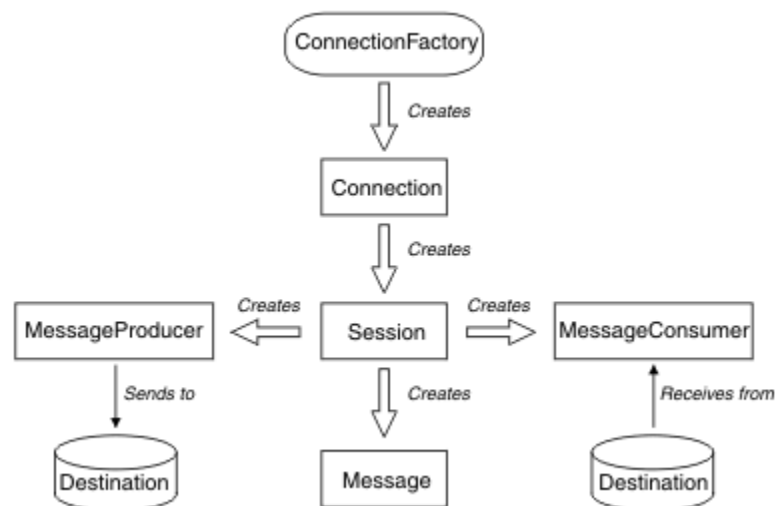 ConnectionFactory
Creates
Connection
Creates
Creates
Creates
MessageProducer
Session
MessageConsumer
Sends to
Creates
Receives from
Destination
Message
Destination